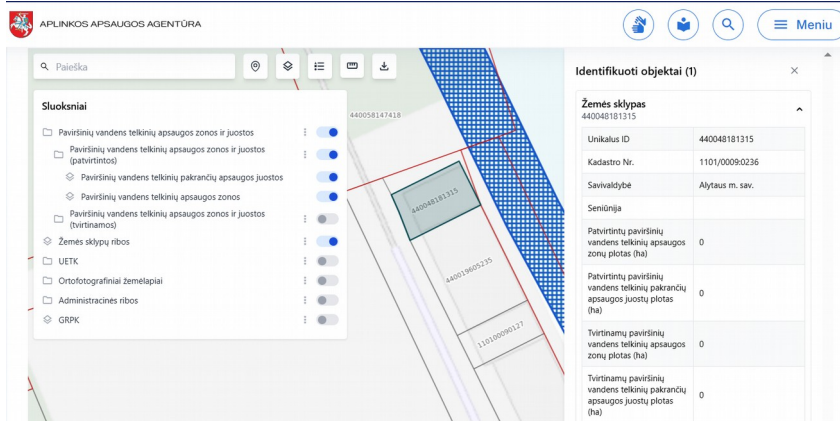 APLINKOS APSAUGOS AGENTŪRA
Meniu
Paieška
Sluoksniai
Paviršinių vandens telkinių apsaugos zonos ir juostos
Paviršinių vandens telkinių apsaugos zonos ir juostos
(patvirtintos)
Paviršinių vandens telkinių pakrančių apsaugos juostos
Paviršinių vandens telkinių apsaugos zonos
Paviršinių vandens telkinių apsaugos zonos ir juostos
(tvirtinamos)
Žemės sklypų ribos
UETK
Ortofotografiniai žemėlapiai
Administracinės ribos
GRPK
440058147418
440048181315
440019605235
110100090127
Identifikuoti objektai (1)
Žemės sklypas
440048181315
Unikalus ID 440048181315
Kadastro Nr. 1101/0009:0236
Savivaldybė Alytaus m. sav.
Seniūnija
Patvirtintų paviršinių
vandens telkinių apsaugos 0
zonų plotas (ha)
Patvirtintų paviršinių
vandens telkinių pakrančių
apsaugos juostų plotas 0
(ha)
Tvirtinamų paviršinių
vandens telkinių apsaugos 0
zonų plotas (ha)
Tvirtinamų paviršinių
vandens telkinių pakrančių
apsaugos juostų plotas 0
(ha)